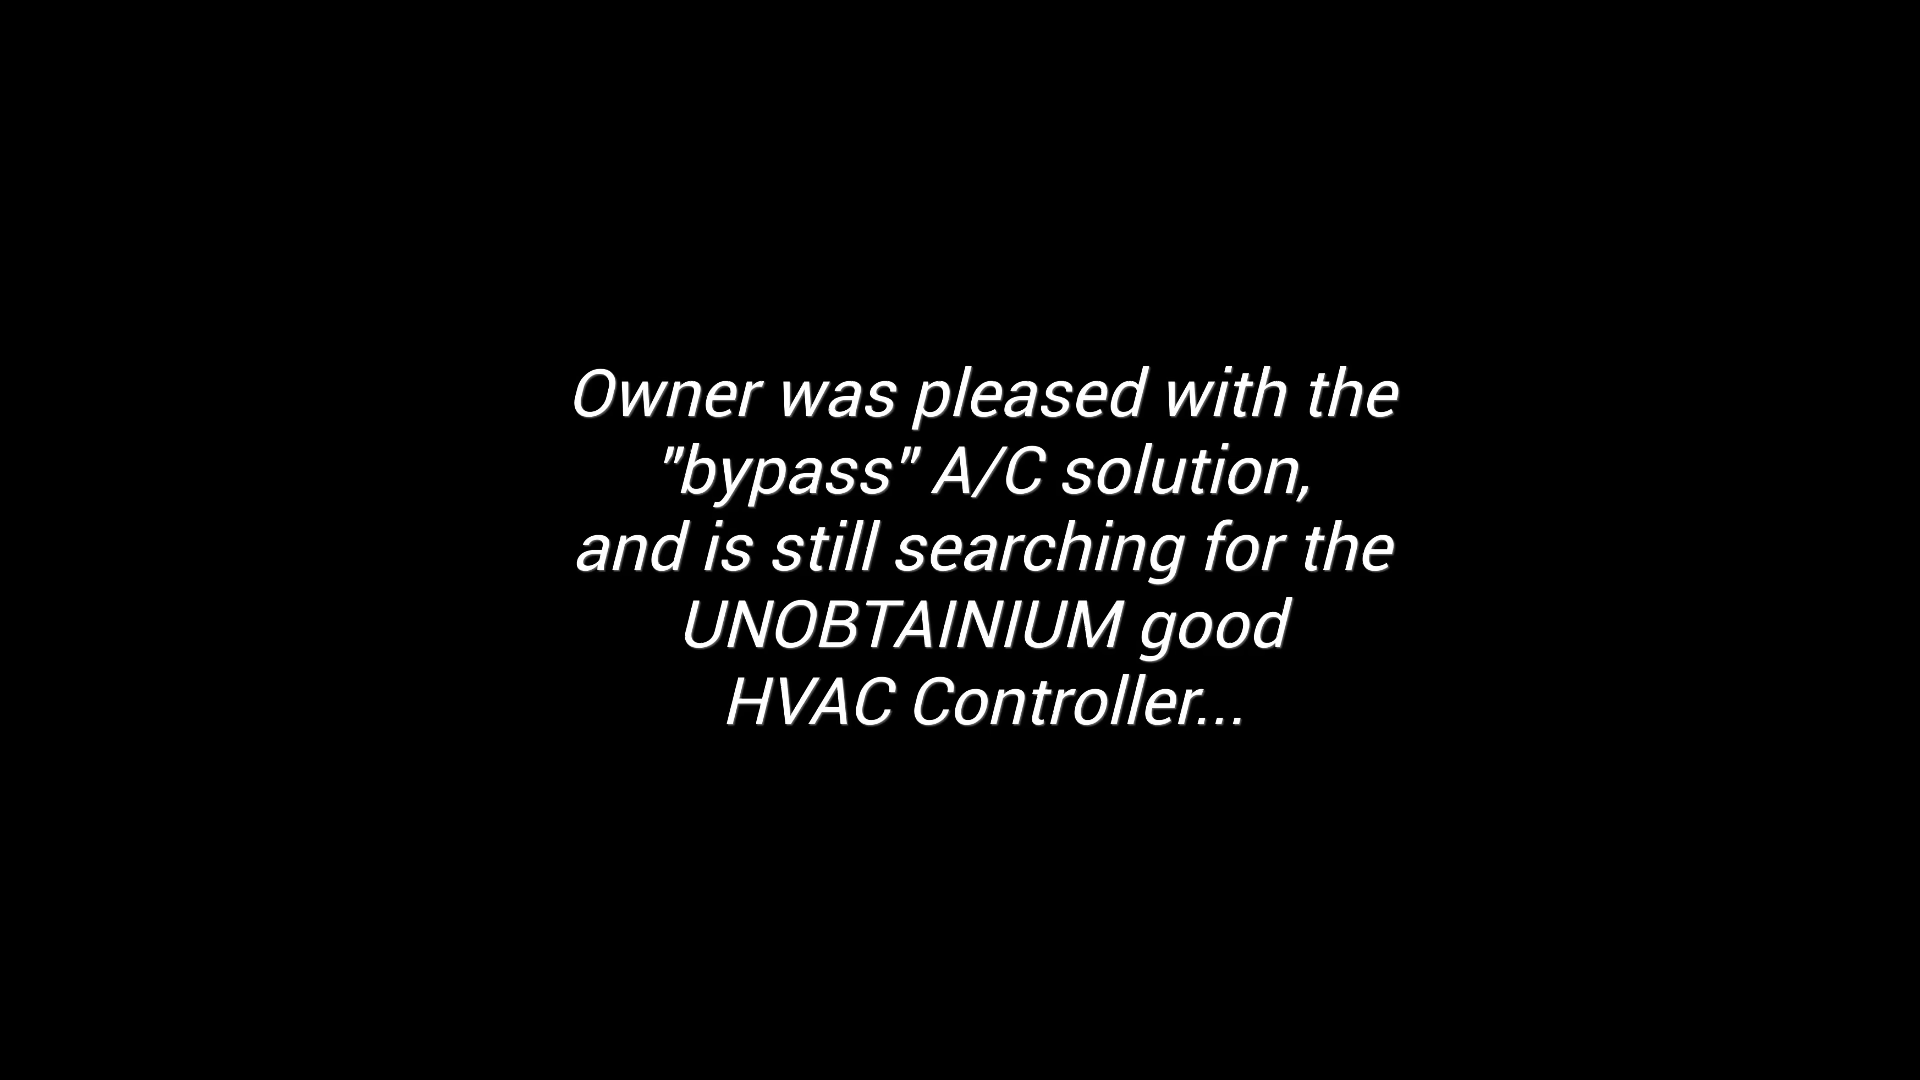 Owner was pleased with the
"bypass" A/C solution,
and is still searching for the
UNOBTAINIUM good
HVAC Controller...